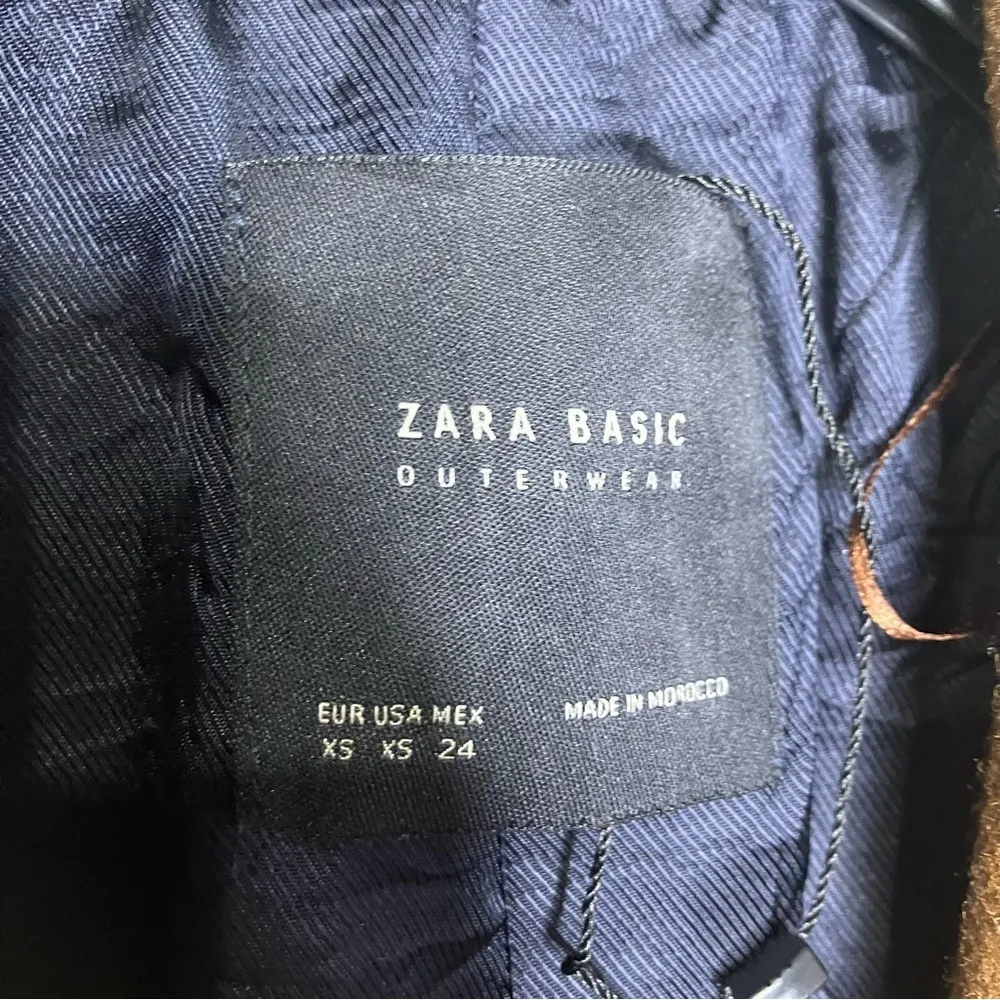 ZARA BASIC
OUTERWEAR
EUR USA MEX
XS XS 24
MADE IN MOROCCO